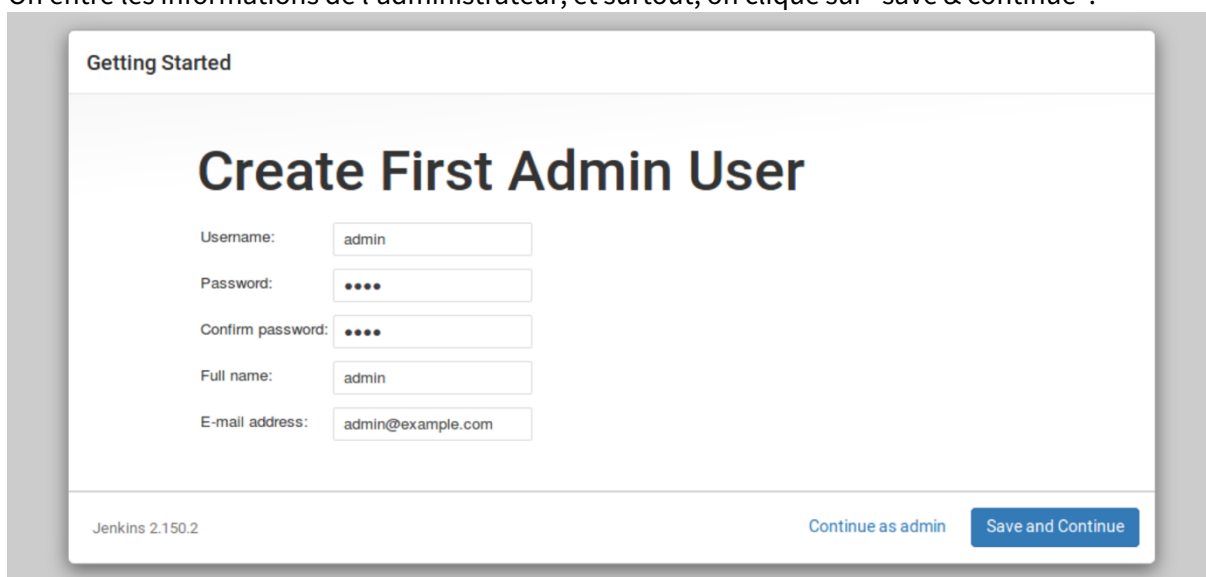 On entre les informations de l'administrateur, et surtout, on clique sur "save & continue".
Getting Started
Create First Admin User
Username: admin
Password: ••••
Confirm password: ••••
Full name: admin
E-mail address: admin@example.com
Jenkins 2.150.2 Continue as admin Save and Continue